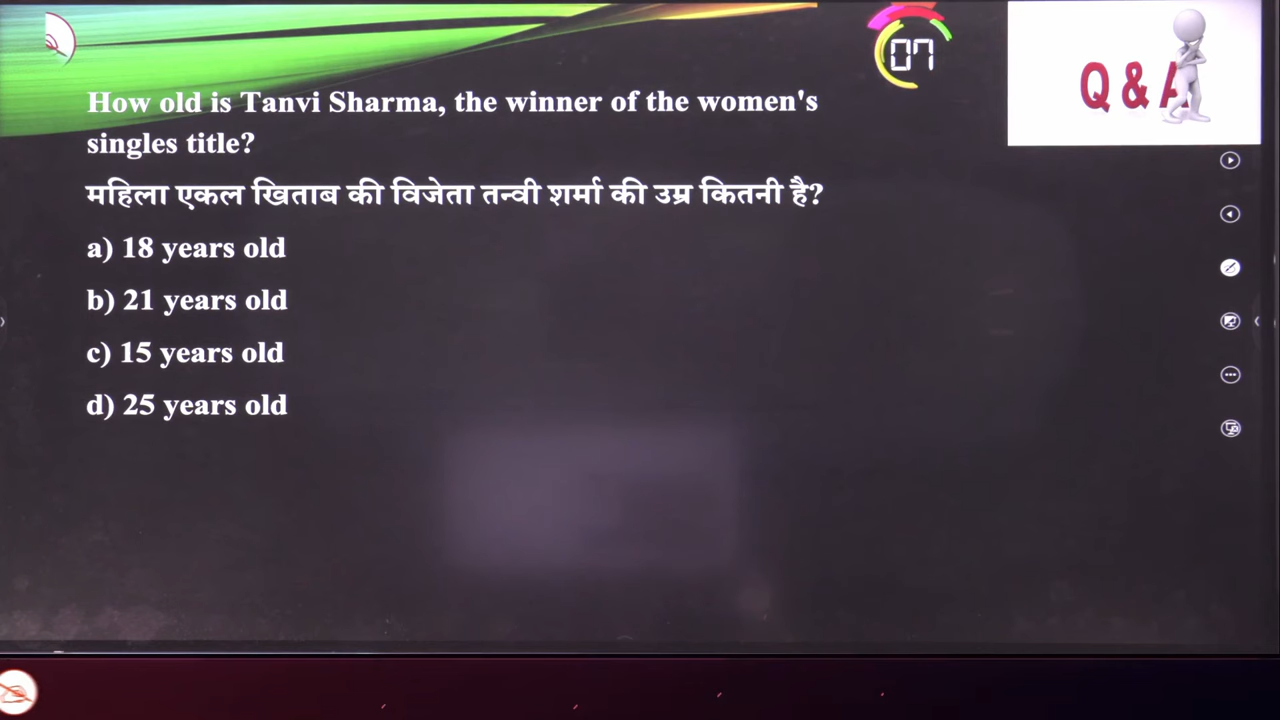 07
Q & A
How old is Tanvi Sharma, the winner of the women's
singles title?
महिला एकल खिताब की विजेता तन्वी शर्मा की उम्र कितनी है?
a) 18 years old
b) 21 years old
c) 15 years old
d) 25 years old